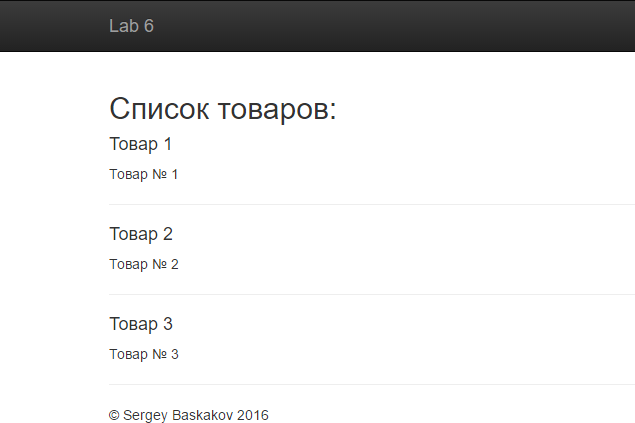 Lab 6
Список товаров:
Товар 1
Товар № 1
Товар 2
Товар № 2
Товар 3
Товар № 3
© Sergey Baskakov 2016